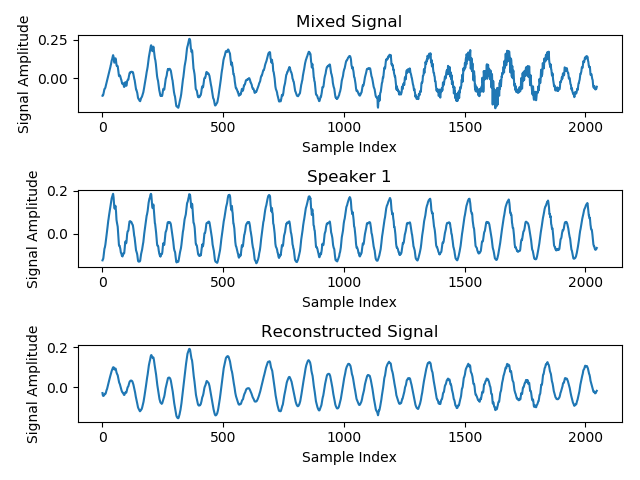 Mixed Signal
Signal Amplitude
0.25
0.00
0 500 1000 1500 2000
Sample Index
Speaker 1
Signal Amplitude
0.2
0.0
0 500 1000 1500 2000
Sample Index
Reconstructed Signal
Signal Amplitude
0.2
0.0
0 500 1000 1500 2000
Sample Index